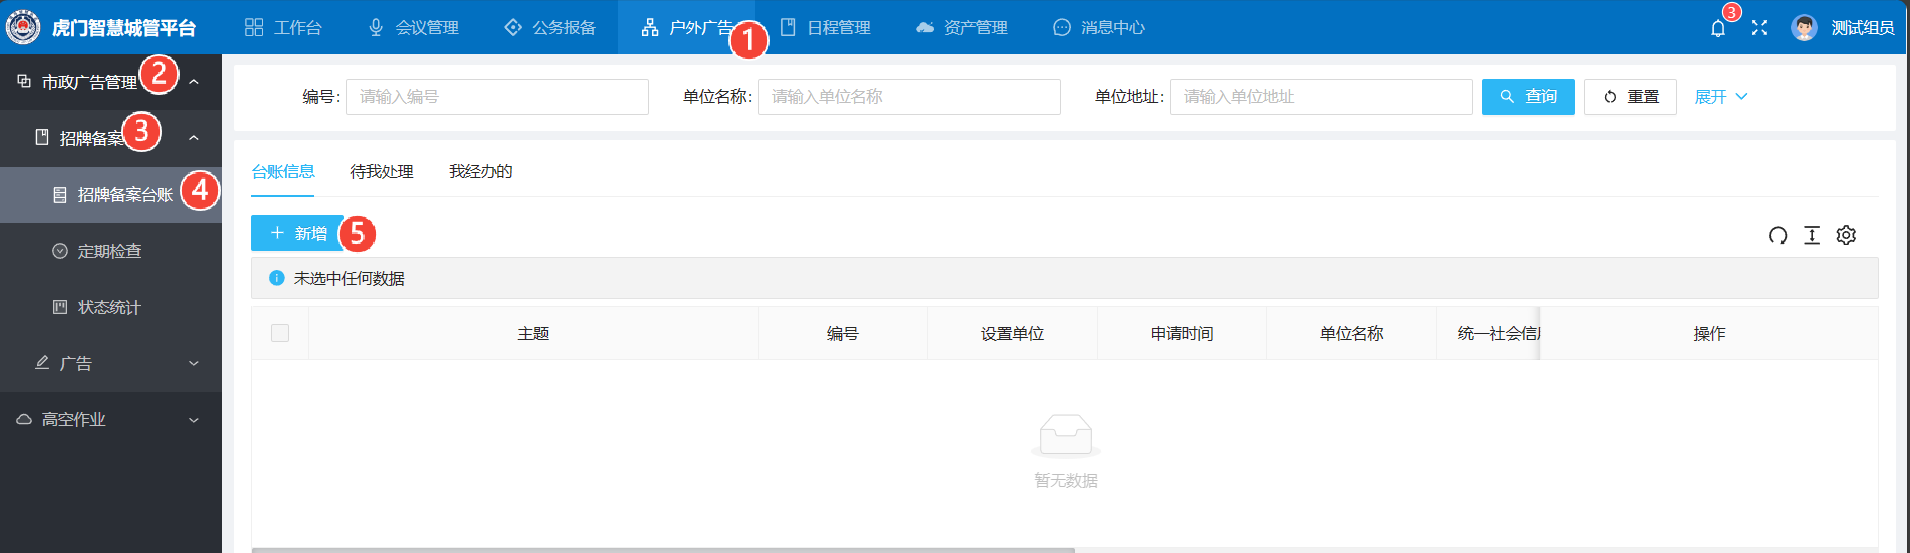 虎门智慧城管平台
工作台
会议管理
公务报备
户外广告
1
日程管理
资产管理
消息中心
3
测试组员
市政广告管理
2
招牌备案
3
招牌备案台账
4
定期检查
状态统计
广告
高空作业
编号:
请输入编号
单位名称:
请输入单位名称
单位地址:
请输入单位地址
查询
重置
展开
台账信息
待我处理
我经办的
新增
5
未选中任何数据
主题
编号
设置单位
申请时间
单位名称
统一社会信
操作
暂无数据